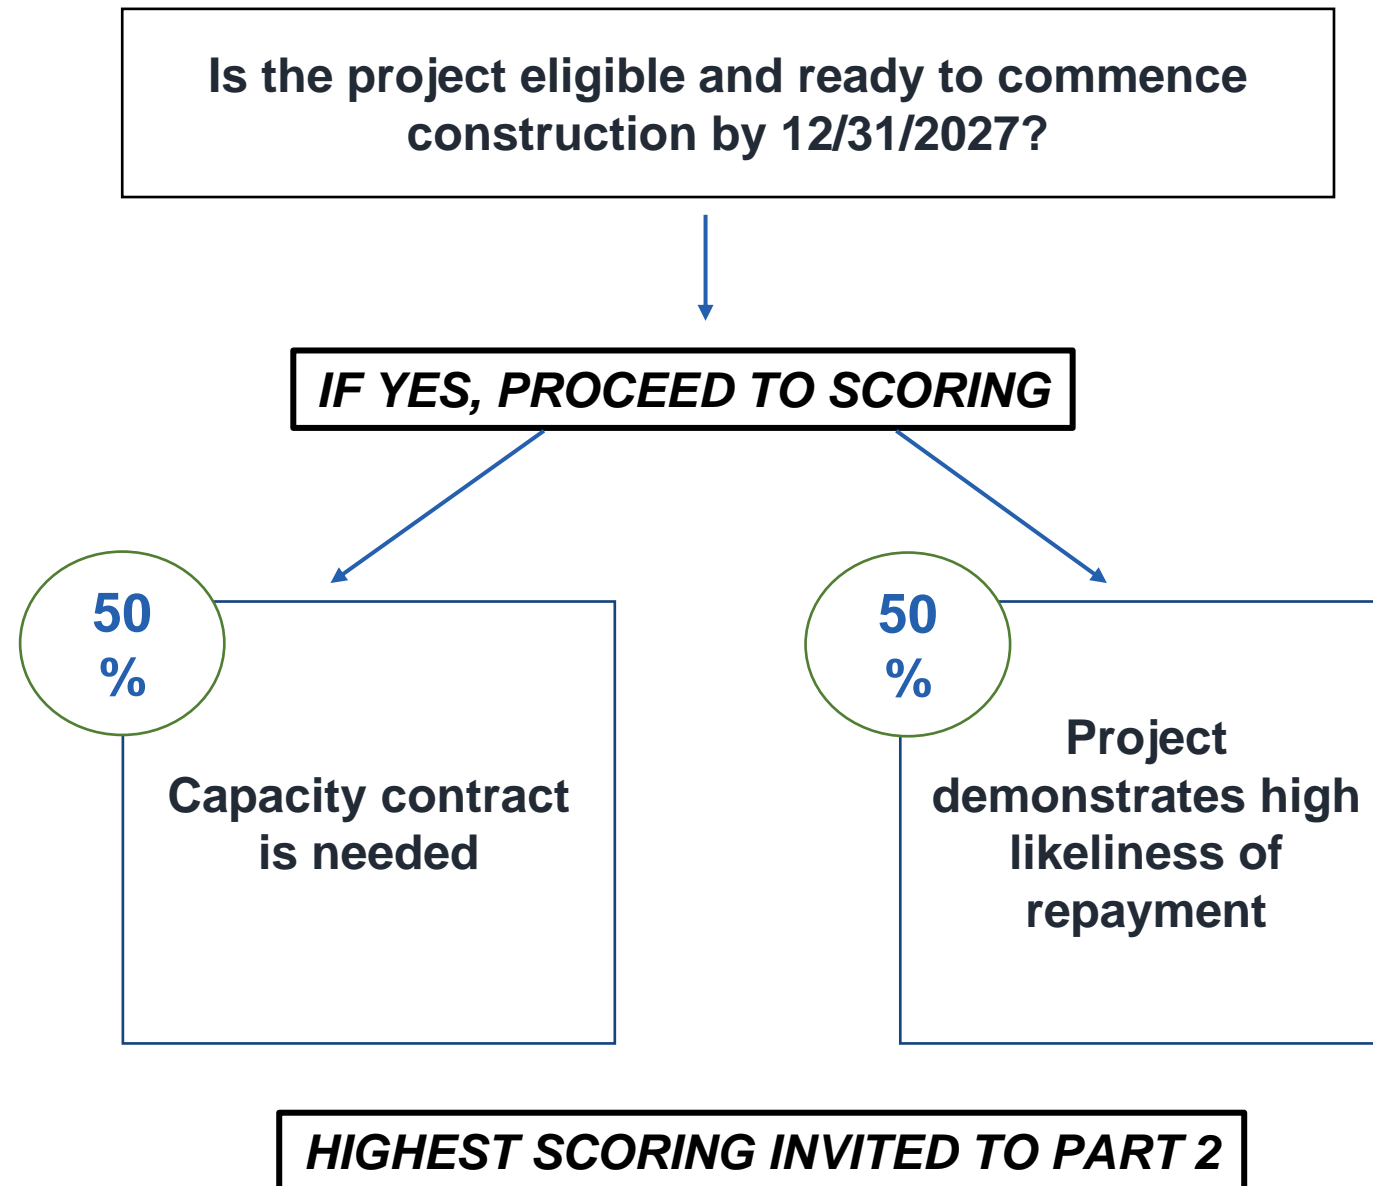 Is the project eligible and ready to commence
construction by 12/31/2027?
IF YES, PROCEED TO SCORING
50
%
Capacity contract
is needed
50
%
Project
demonstrates high
likeliness of
repayment
HIGHEST SCORING INVITED TO PART 2